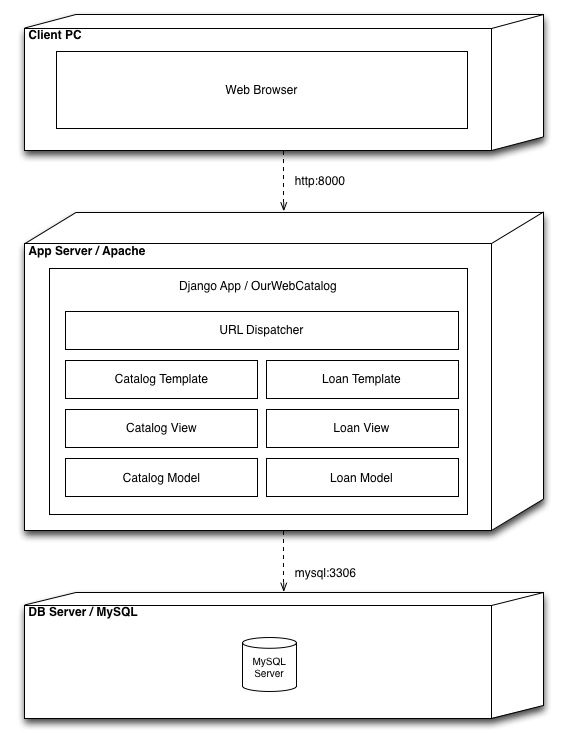 Client PC
Web Browser
http:8000
App Server / Apache
Django App / OurWebCatalog
URL Dispatcher
Catalog Template
Loan Template
Catalog View
Loan View
Catalog Model
Loan Model
mysql:3306
DB Server / MySQL
MySQL
Server